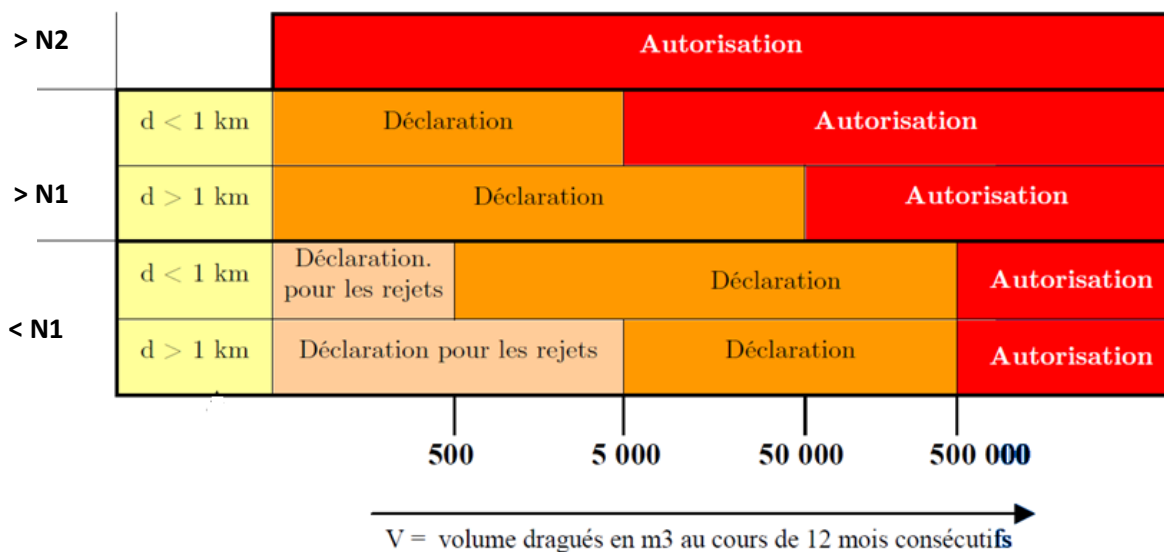 > N2
Autorisation
d < 1 km
Déclaration
Autorisation
> N1
d > 1 km
Déclaration
Autorisation
d < 1 km
Déclaration.
pour les rejets
Déclaration
Autorisation
< N1
d > 1 km
Déclaration pour les rejets
Déclaration
Autorisation
500
5 000
50 000
500 000
V = volume dragués en m3 au cours de 12 mois consécutifs